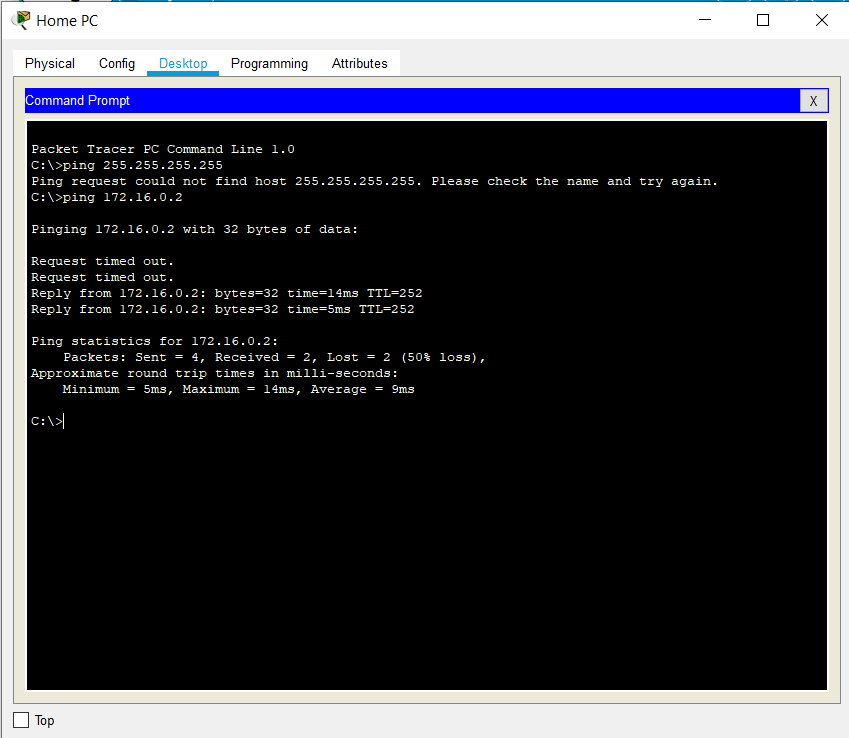 Home PC
Physical Config Desktop Programming Attributes
Command Prompt X
Packet Tracer PC Command Line 1.0
C:\>ping 255.255.255.255
Ping request could not find host 255.255.255.255. Please check the name and try again.
C:\>ping 172.16.0.2
Pinging 172.16.0.2 with 32 bytes of data:
Request timed out.
Request timed out.
Reply from 172.16.0.2: bytes=32 time=14ms TTL=252
Reply from 172.16.0.2: bytes=32 time=5ms TTL=252
Ping statistics for 172.16.0.2:
Packets: Sent = 4, Received = 2, Lost = 2 (50% loss),
Approximate round trip times in milli-seconds:
Minimum = 5ms, Maximum = 14ms, Average = 9ms
C:\>
Top